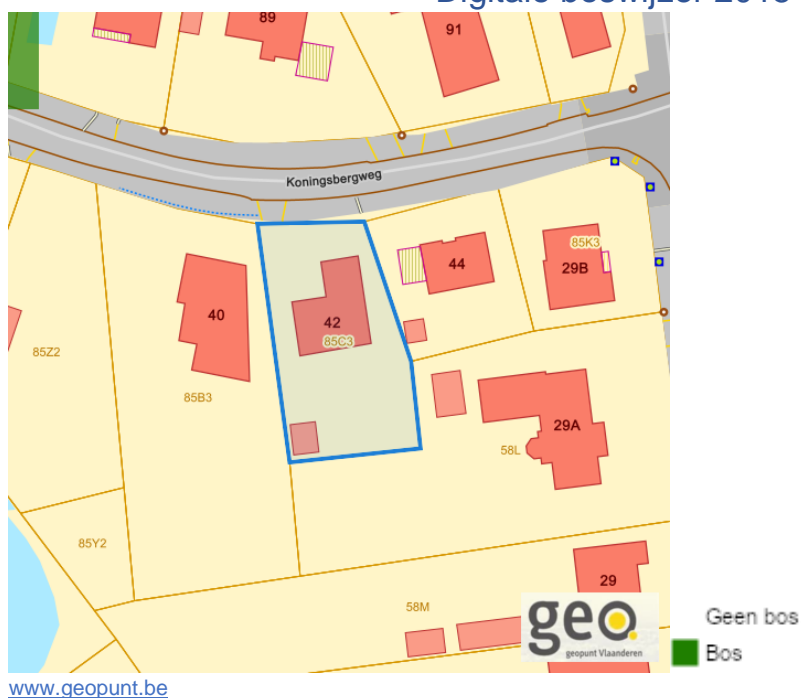 89
91
Koningsbergweg
85K3
44
29B
40
42
85C3
85Z2
85B3
29A
58L
85Y2
58M
29
geo.
geopunt Vlaanderen
Geen bos
Bos
www.geopunt.be